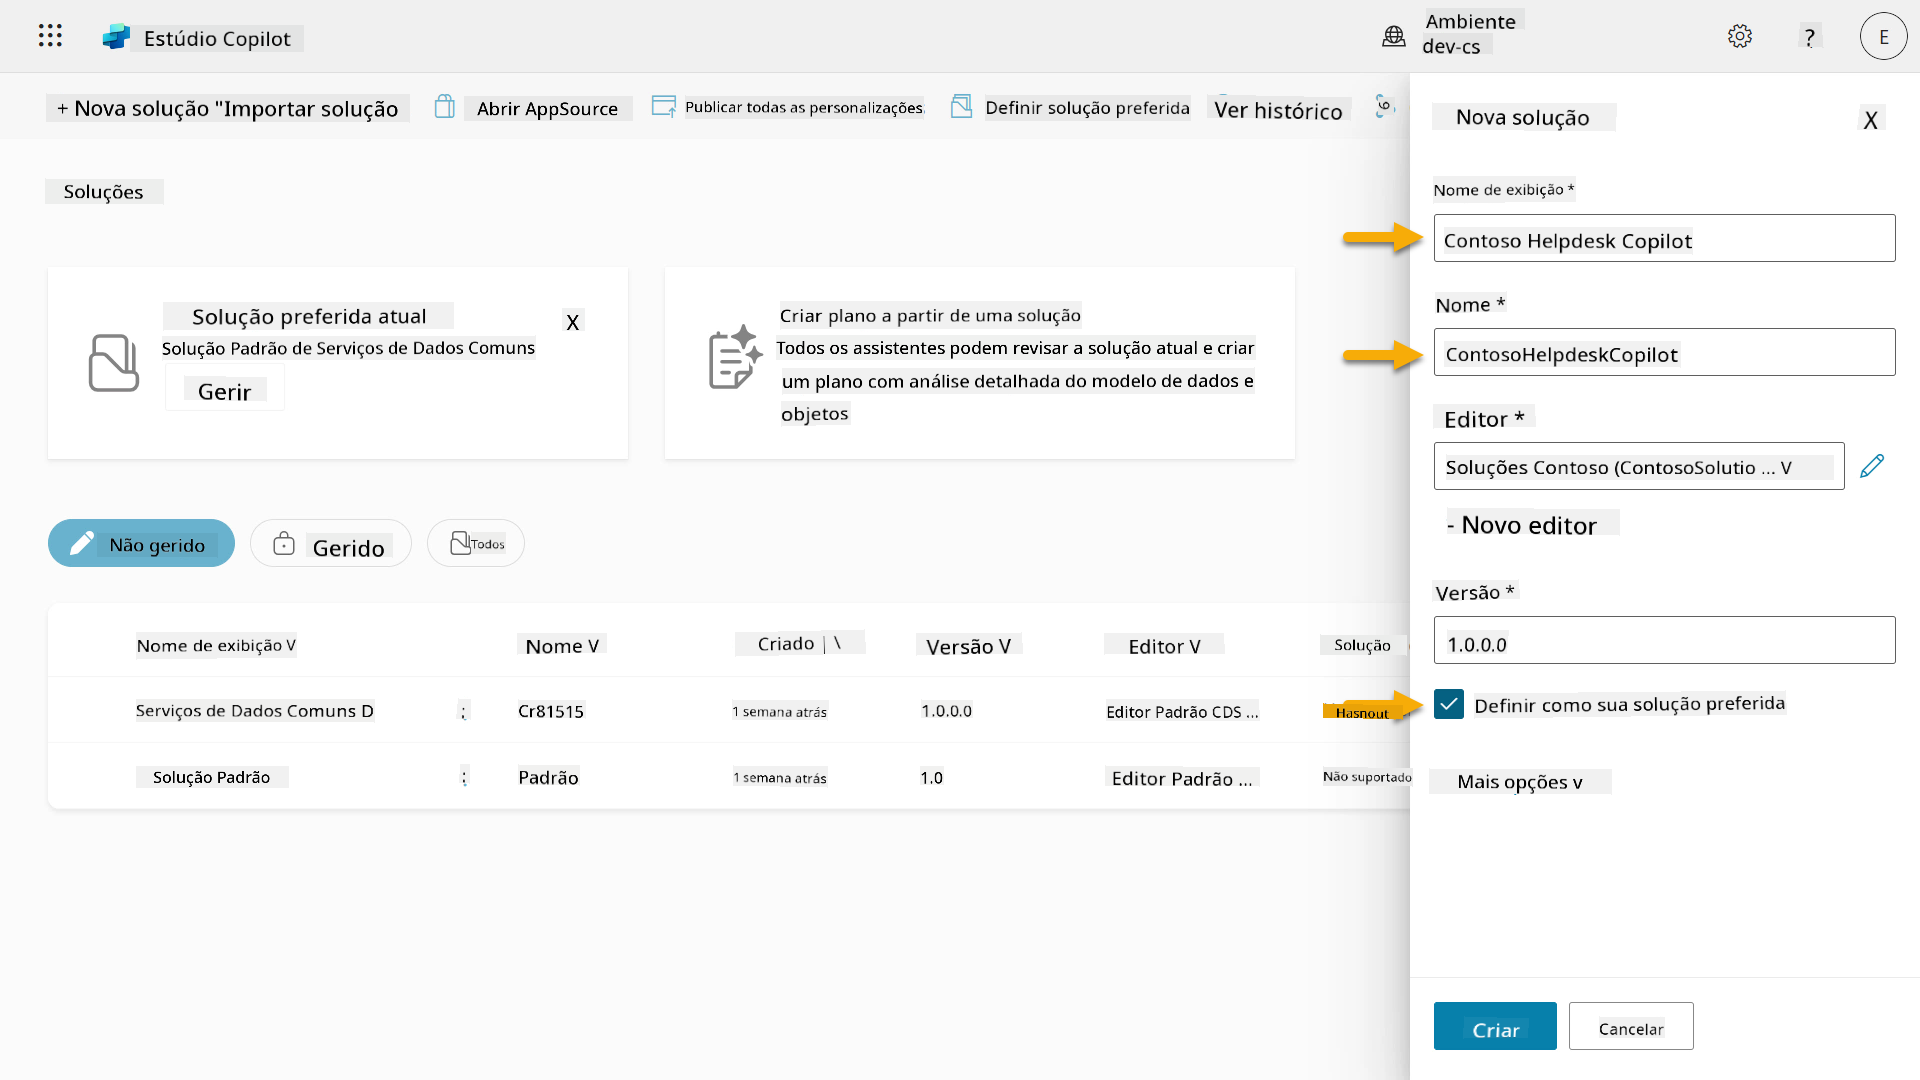 Estúdio Copilot
Ambiente
dev-cs
?
E
+ Nova solução "Importar solução
Abrir AppSource
Publicar todas as personalizações
Definir solução preferida
Ver histórico
Nova solução
X
Soluções
Nome de exibição *
Contoso Helpdesk Copilot
Nome *
ContosoHelpdeskCopilot
Editor *
Soluções Contoso (ContosoSolutio ... V
- Novo editor
Versão *
1.0.0.0
Definir como sua solução preferida
Mais opções v
Criar
Cancelar
Solução preferida atual
X
Solução Padrão de Serviços de Dados Comuns
Gerir
Criar plano a partir de uma solução
Todos os assistentes podem revisar a solução atual e criar
um plano com análise detalhada do modelo de dados e
objetos
Não gerido
Gerido
Todos
Nome de exibição V
Nome V
Criado | \
Versão V
Editor V
Solução
Serviços de Dados Comuns D
:
Cr81515
1 semana atrás
1.0.0.0
Editor Padrão CDS ...
Hasnout
Solução Padrão
:
Padrão
1 semana atrás
1.0
Editor Padrão ...
Não suportado